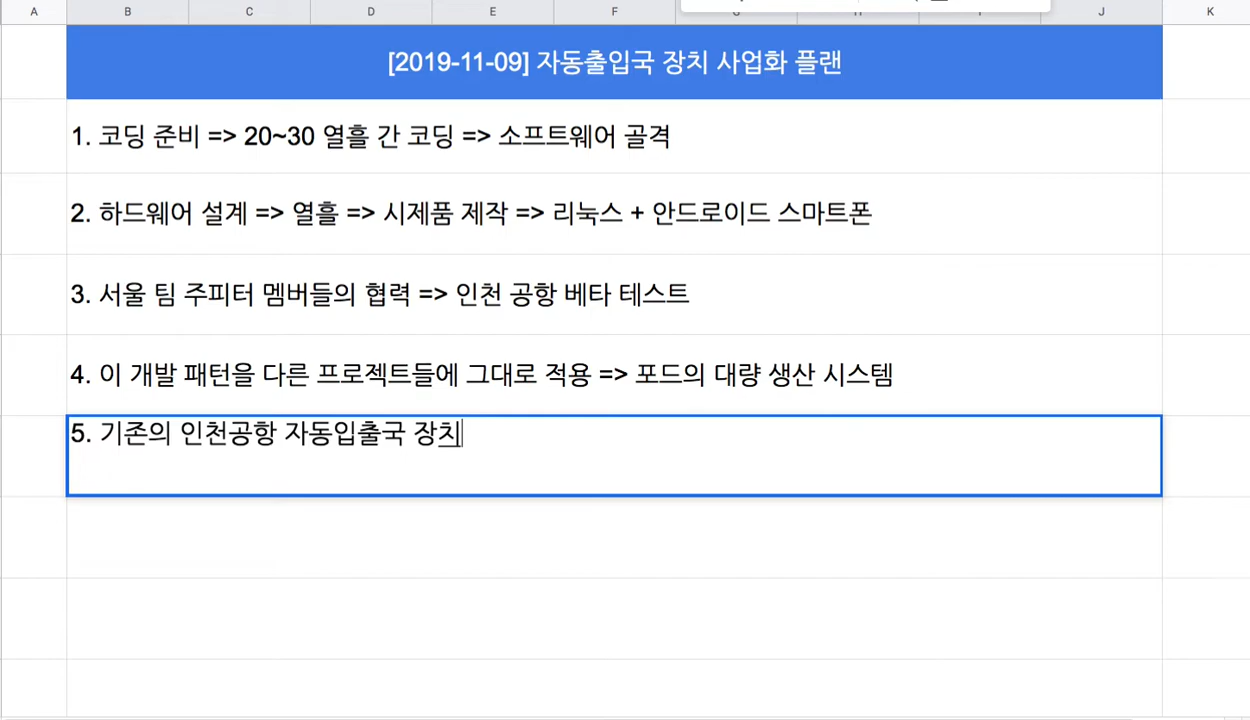 A B C D E F J K
[2019-11-09] 자동출입국 장치 사업화 플랜
1. 코딩 준비 => 20~30 열흘 간 코딩 => 소프트웨어 골격
2. 하드웨어 설계 => 열흘 => 시제품 제작 => 리눅스 + 안드로이드 스마트폰
3. 서울 팀 주피터 멤버들의 협력 => 인천 공항 베타 테스트
4. 이 개발 패턴을 다른 프로젝트들에 그대로 적용 => 포드의 대량 생산 시스템
5. 기존의 인천공항 자동입출국 장치